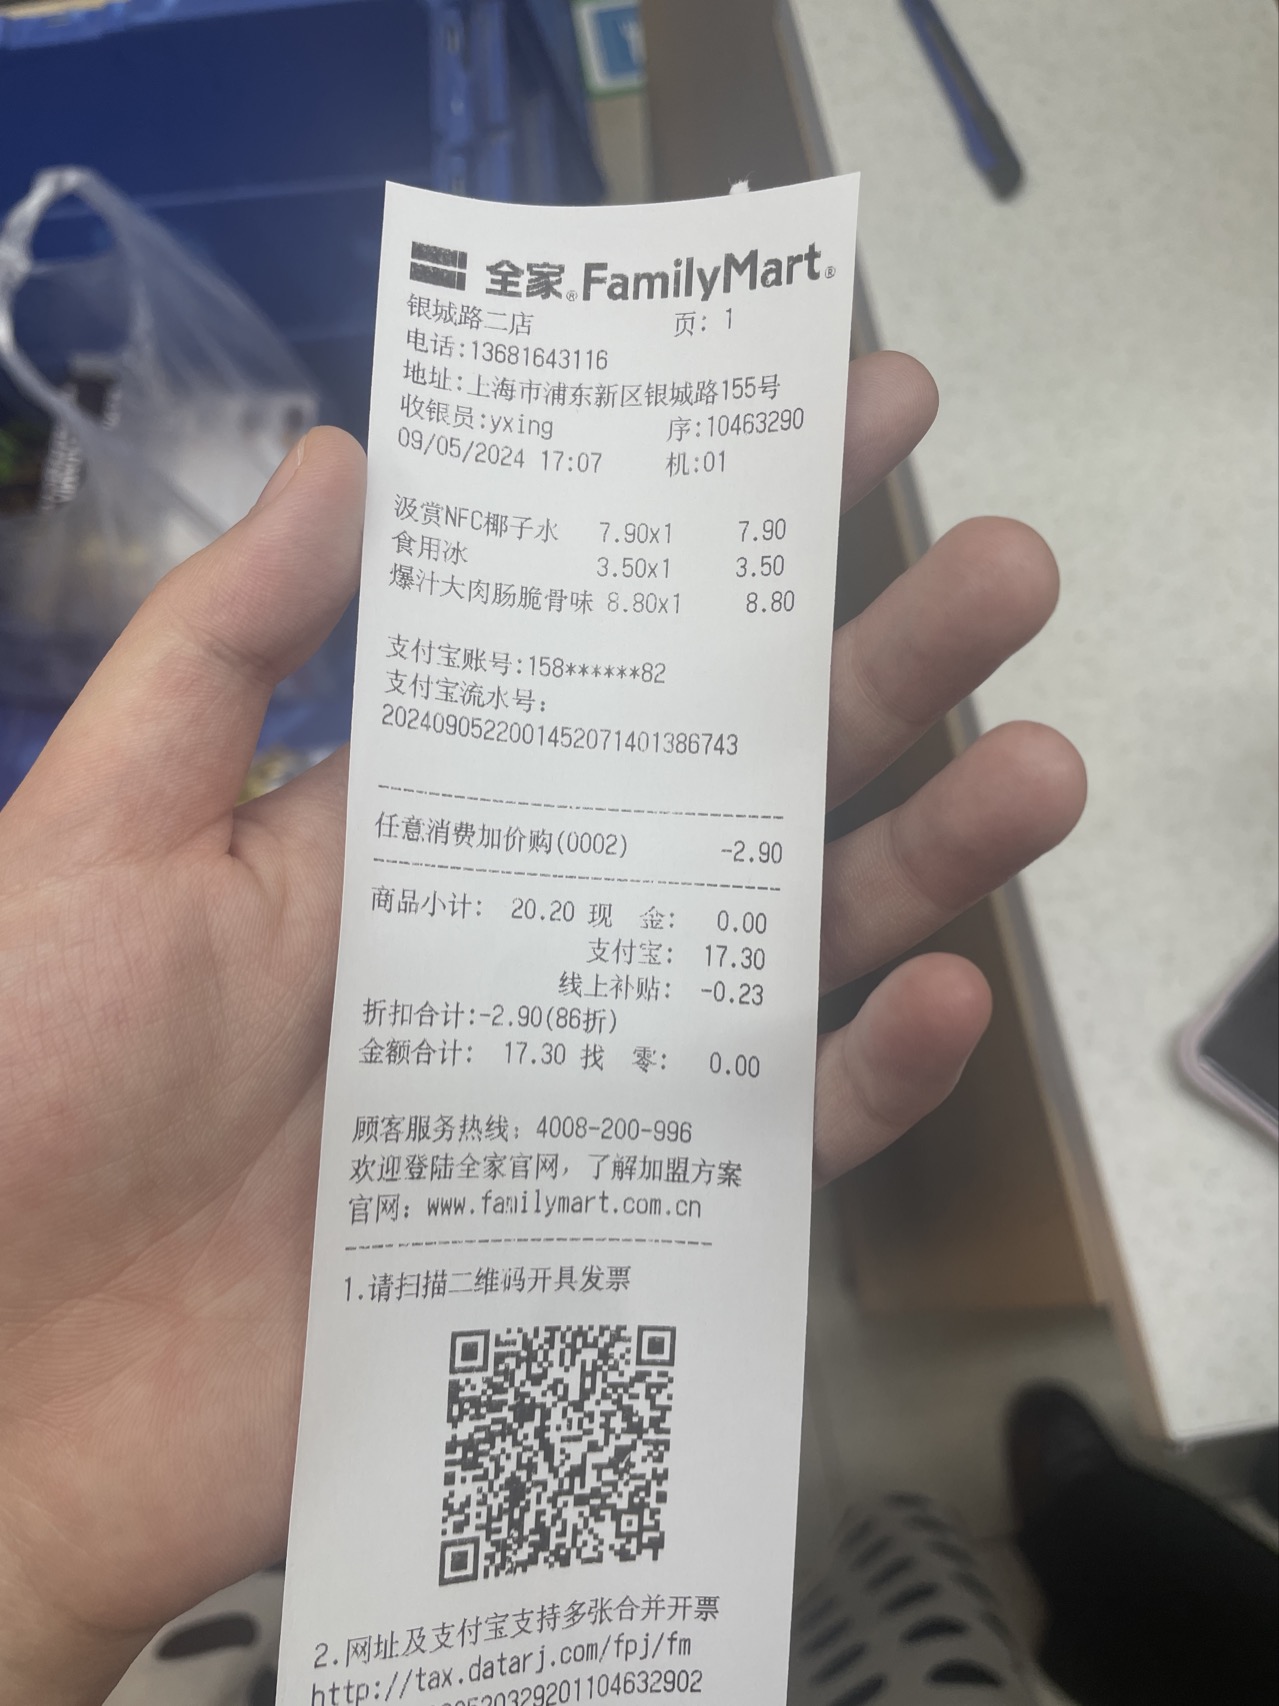 全家® FamilyMart®
银城路二店 页: 1
电话:13681643116
地址:上海市浦东新区银城路155号
收银员:yxing 序:10463290
09/05/2024 17:07 机:01
汲赏NFC椰子水 7.90x1 7.90
食用冰 3.50x1 3.50
爆汁大肉肠脆骨味 8.80x1 8.80
支付宝账号:158******82
支付宝流水号:
2024090522001452071401386743
任意消费加价购(0002) -2.90
商品小计: 20.20 现 金: 0.00
支付宝: 17.30
线上补贴: -0.23
折扣合计:-2.90(86折)
金额合计: 17.30 找 零: 0.00
顾客服务热线: 4008-200-996
欢迎登陆全家官网, 了解加盟方案
官网: www.familymart.com.cn
1.请扫描二维码开具发票
2.网址及支付宝支持多张合并开票
http://tax.datarj.com/fpj/fm